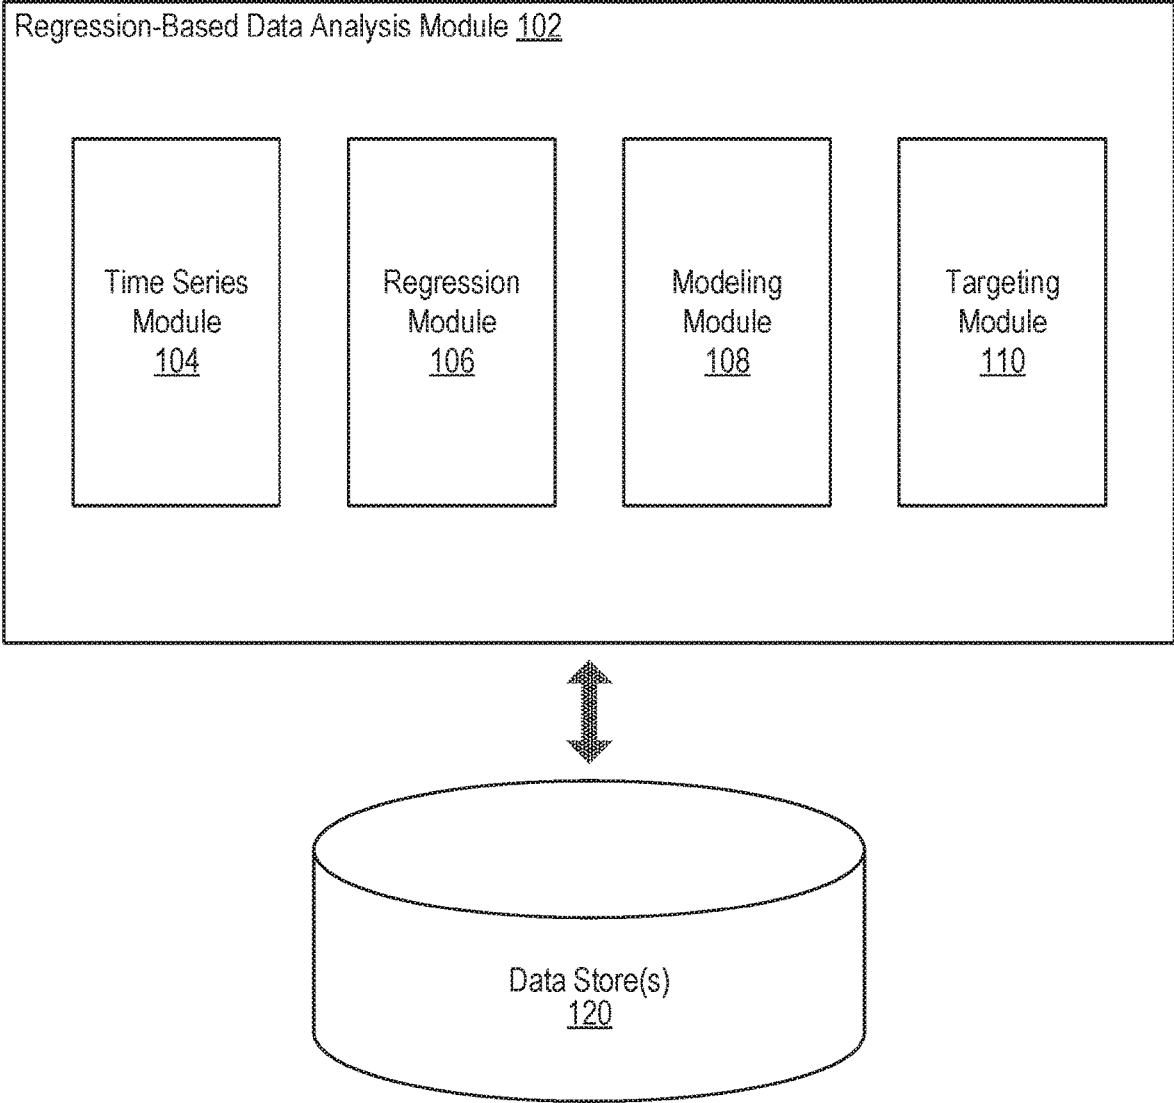 Regression-Based Data Analysis Module 102
Time Series
Module
104
Regression
Module
106
Modeling
Module
108
Targeting
Module
110
Data Store(s)
120